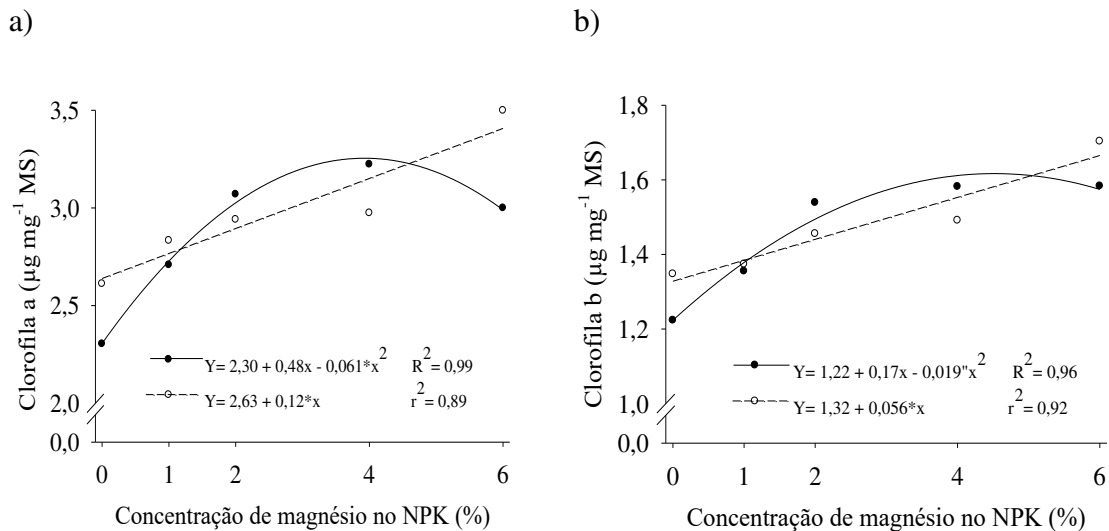 a)
Clorofila a (µg mg-1 MS)
3,5
3,0
2,5
2,0
0,0
Y= 2,30 + 0,48x - 0,061*x2 R2 = 0,99
Y= 2,63 + 0,12*x r2 = 0,89
0 1 2 4 6
Concentração de magnésio no NPK (%)
b)
Clorofila b (µg mg-1 MS)
1,8
1,6
1,4
1,2
1,0
0,0
Y= 1,22 + 0,17x - 0,019"x2 R2 = 0,96
Y= 1,32 + 0,056*x r2 = 0,92
0 1 2 4 6
Concentração de magnésio no NPK (%)